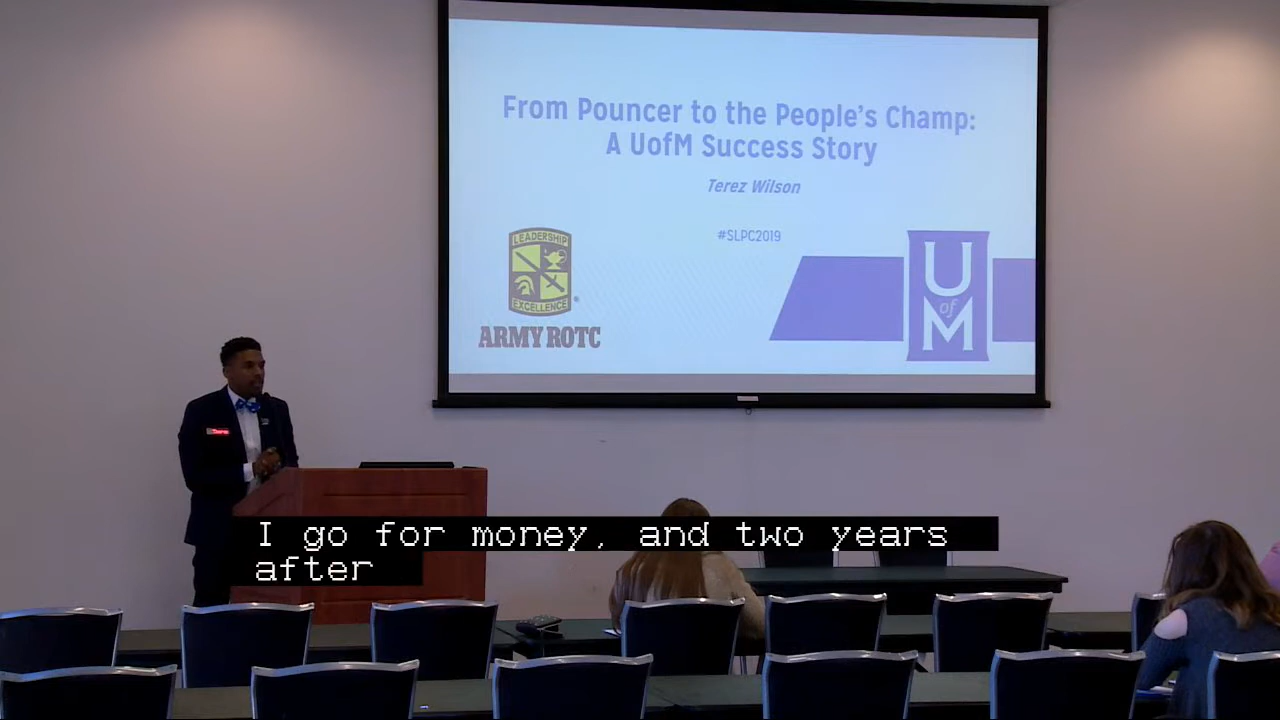 From Pouncer to the People's Champ:
A UofM Success Story
Terez Wilson
#SLPC2019
LEADERSHIP
EXCELLENCE
ARMY ROTC
U
of
M
I go for money, and two years
after